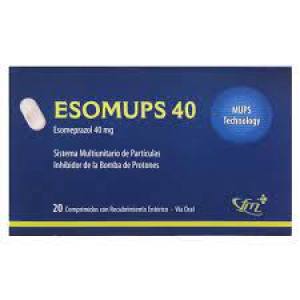 ESOMUPS 40
Esomeprazol 40 mg
MUPS
Technology
Sistema Multiunitario de Partículas
Inhibidor de la Bomba de Protones
20 Comprimidos con Recubrimiento Entérico - Vía Oral